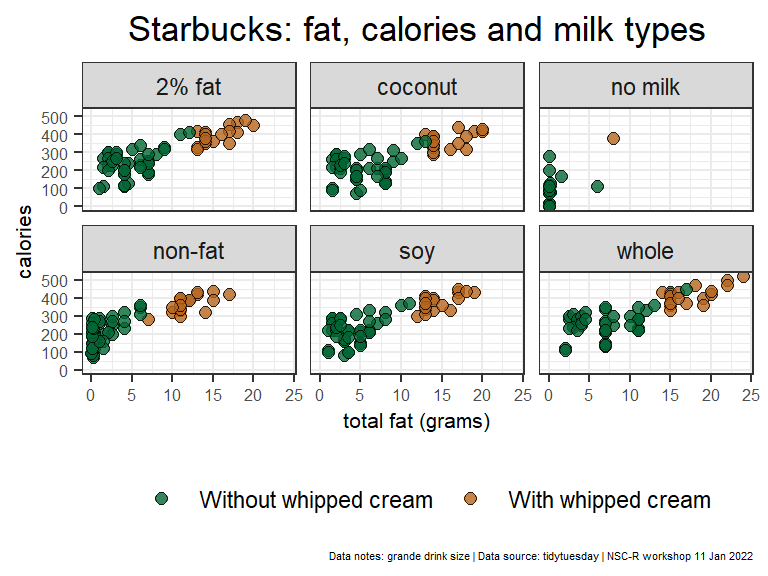 Starbucks: fat, calories and milk types
2% fat
coconut
no milk
500
400
300
200
100
0
non-fat
soy
whole
500
400
300
200
100
0
calories
0 5 10 15 20 25
0 5 10 15 20 25
0 5 10 15 20 25
total fat (grams)
Without whipped cream
With whipped cream
Data notes: grande drink size | Data source: tidytuesday | NSC-R workshop 11 Jan 2022